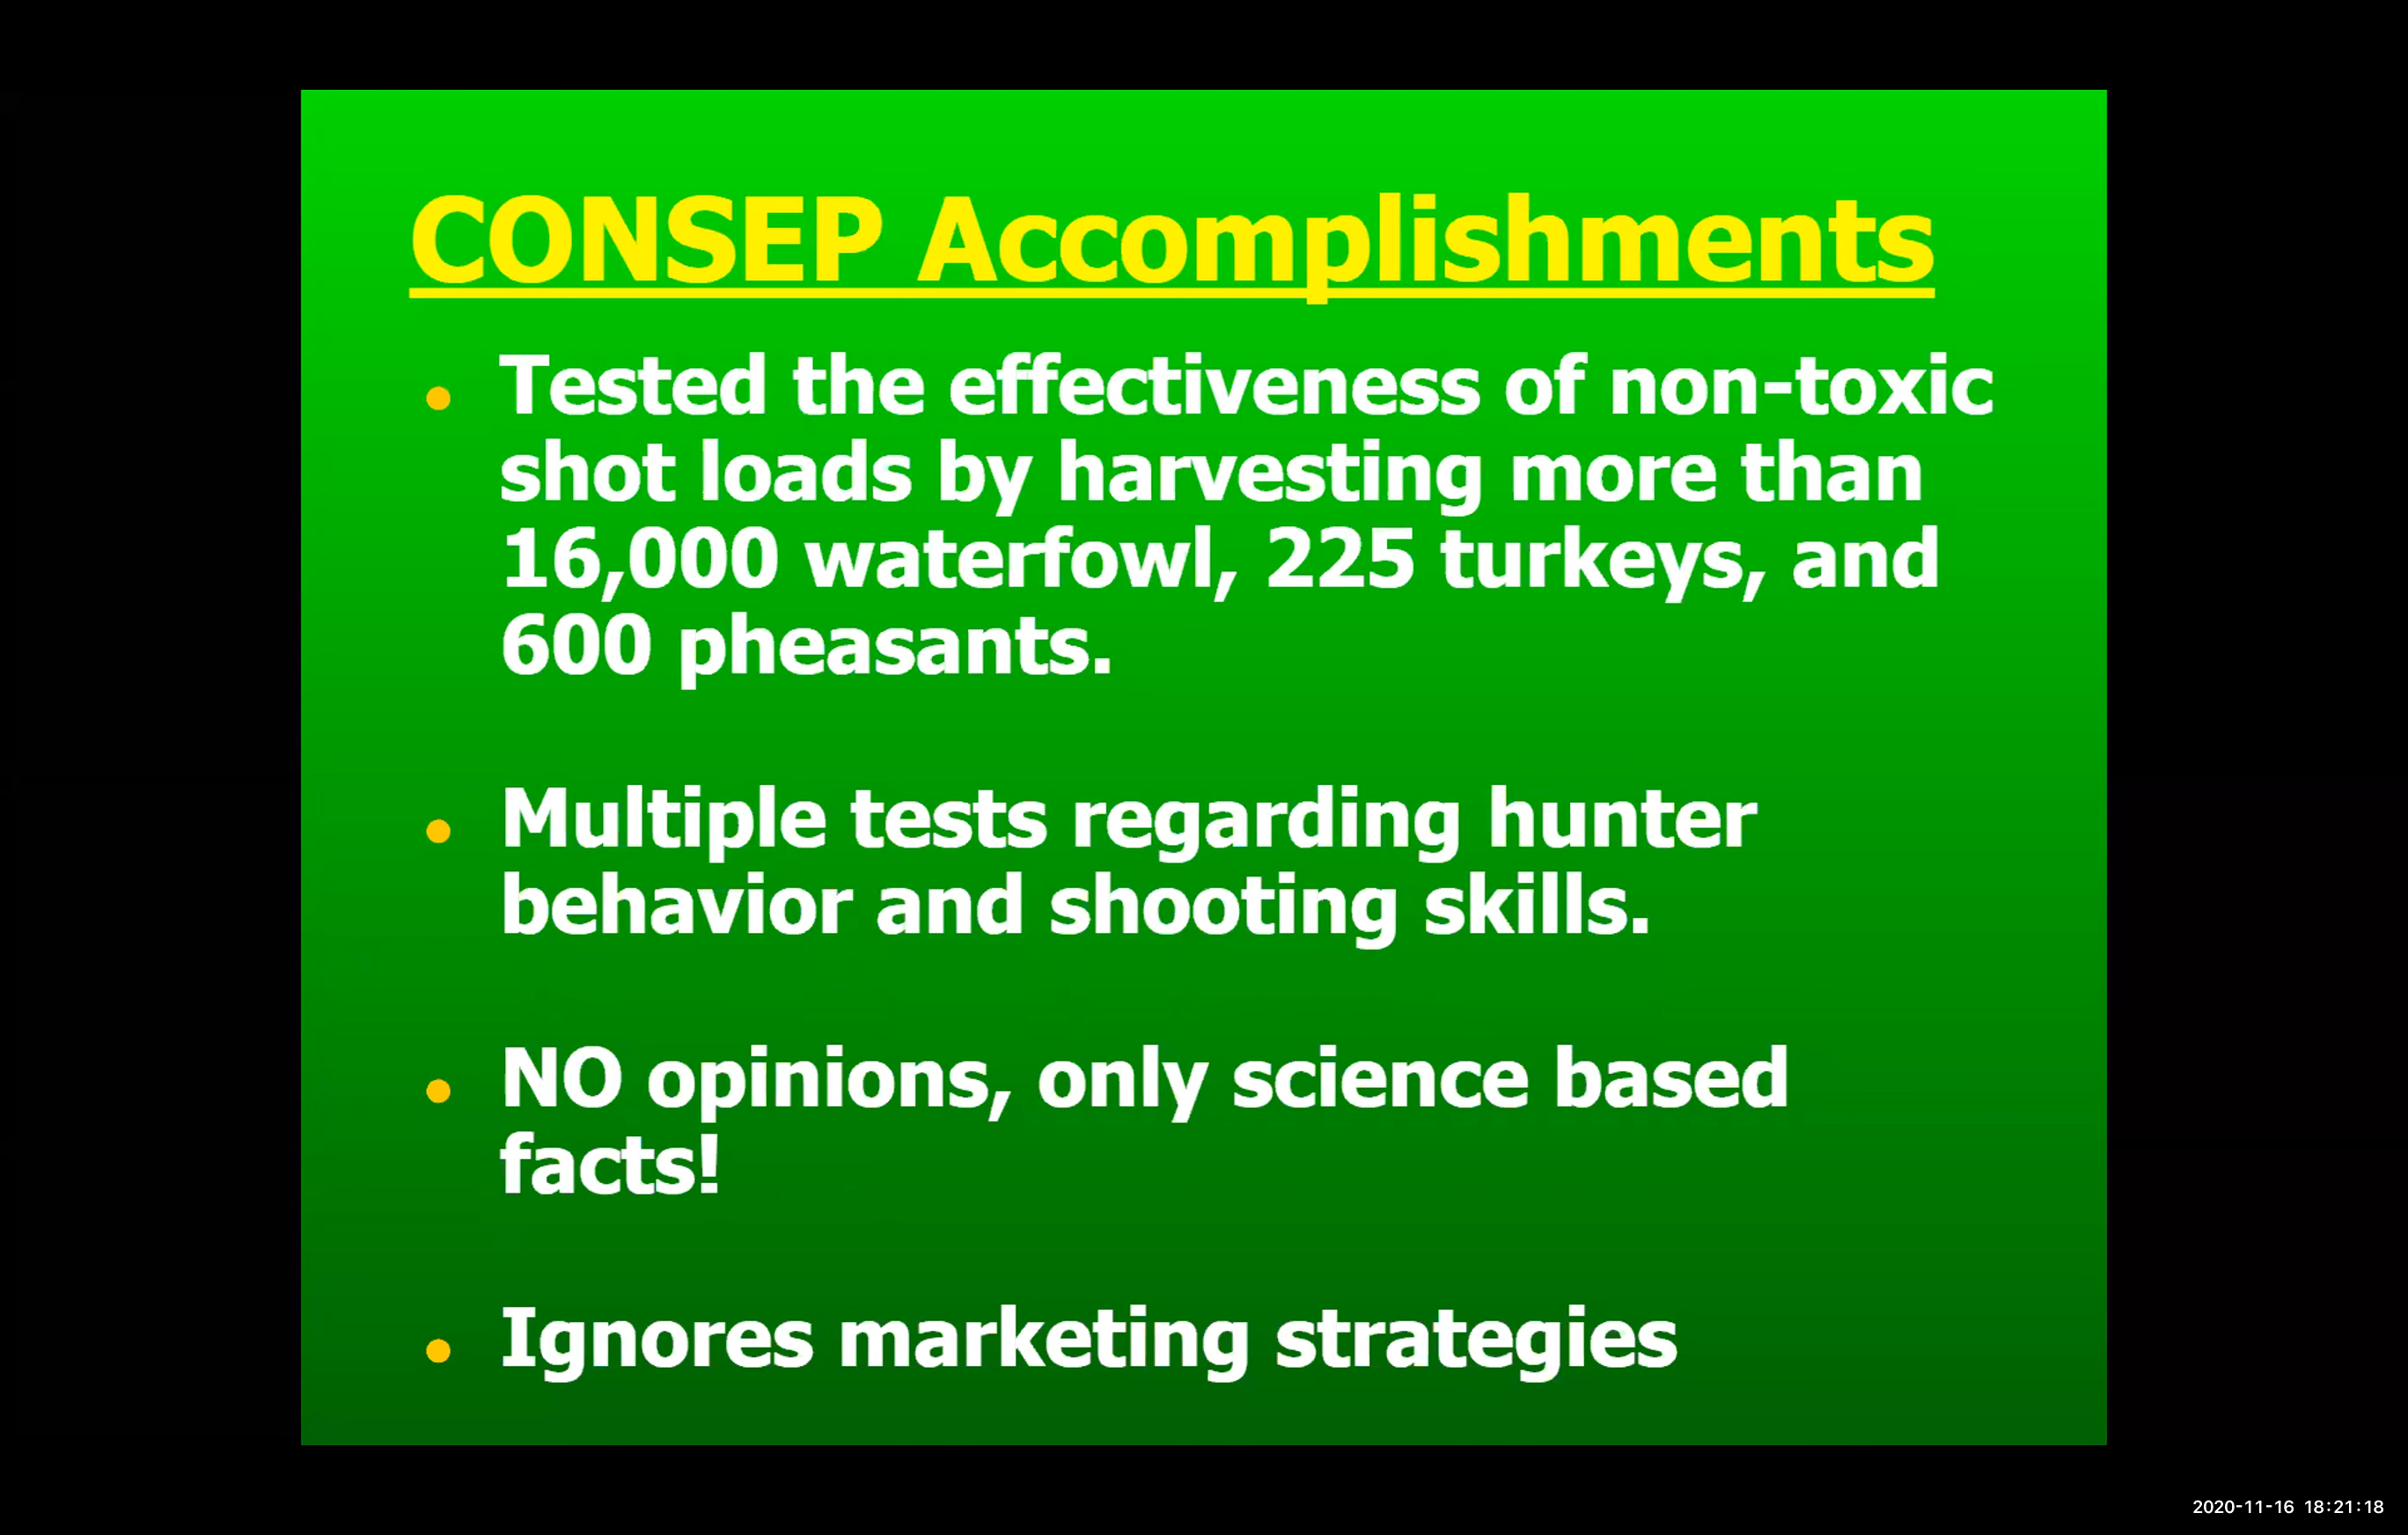 CONSEP Accomplishments
• Tested the effectiveness of non-toxic
shot loads by harvesting more than
16,000 waterfowl, 225 turkeys, and
600 pheasants.
• Multiple tests regarding hunter
behavior and shooting skills.
• NO opinions, only science based
facts!
• Ignores marketing strategies
2020-11-16 18:21:18